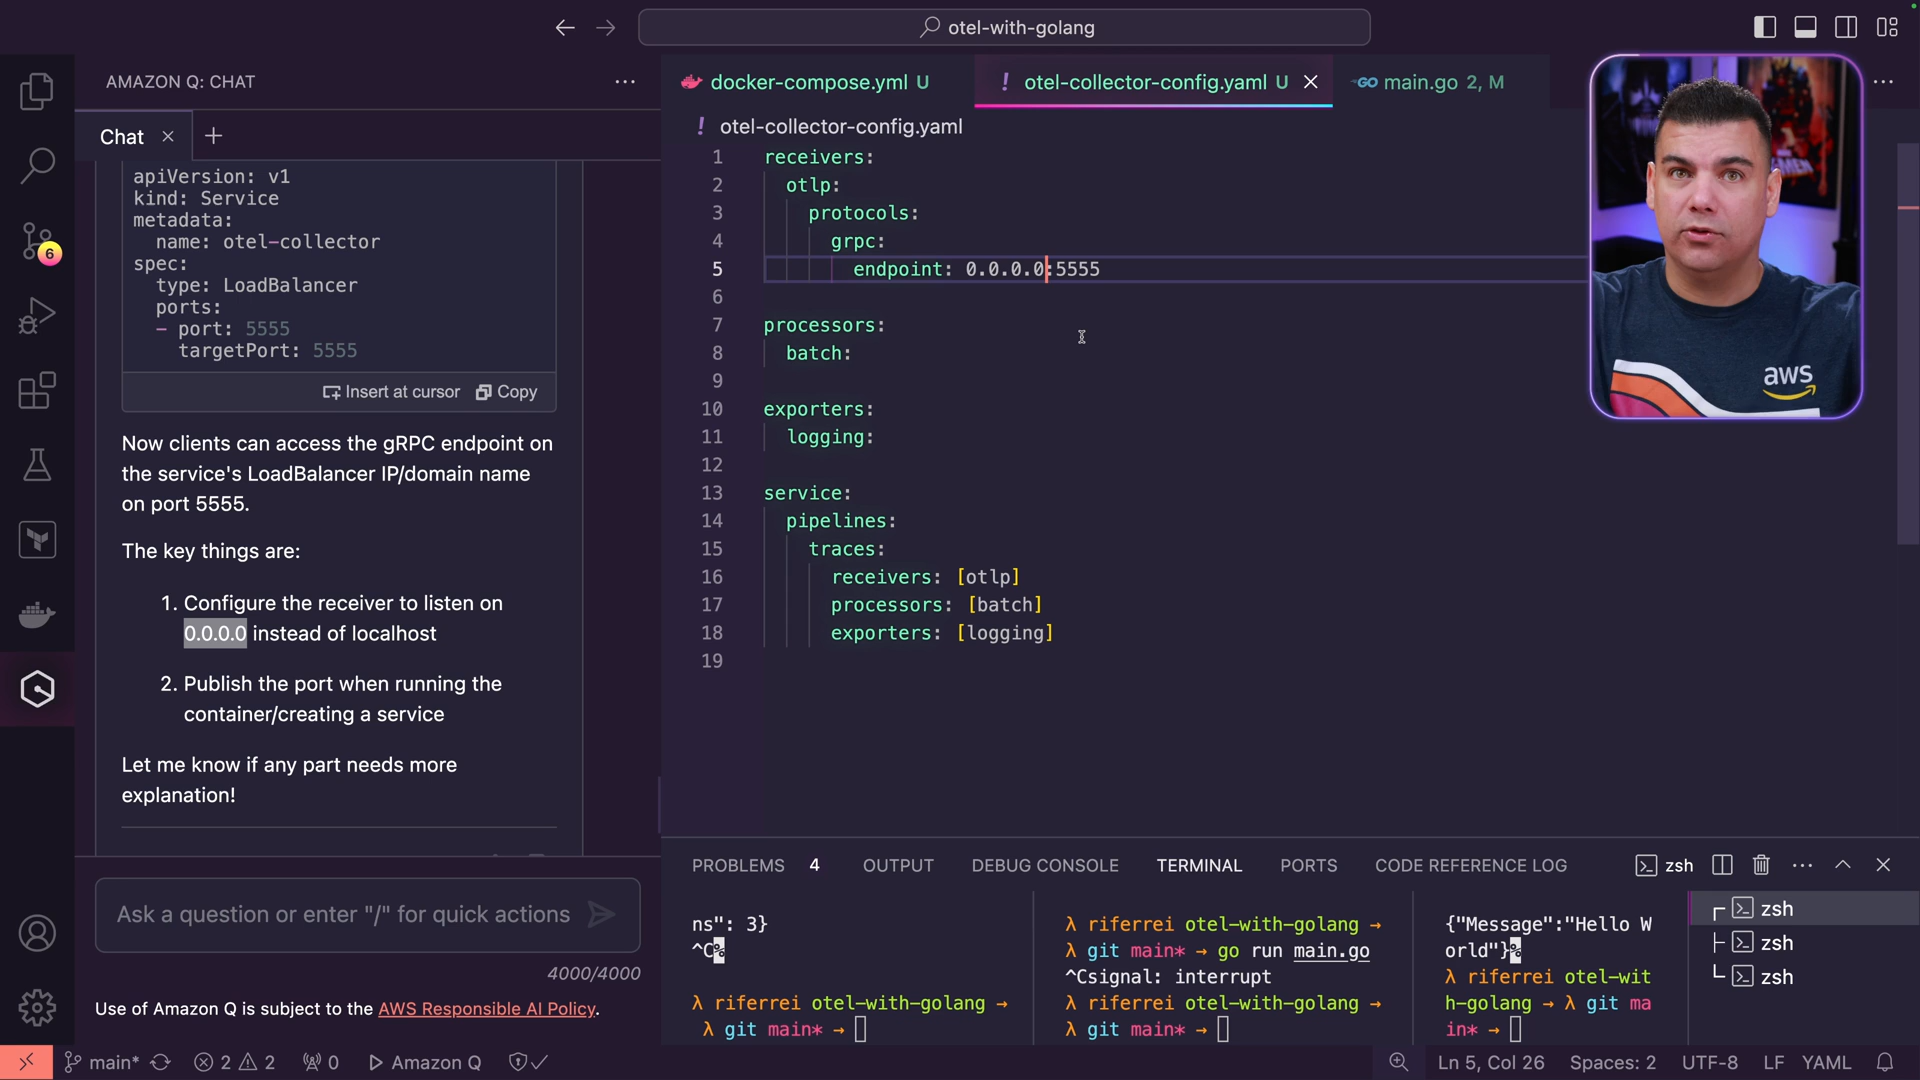 otel-with-golang
AMAZON Q: CHAT
Chat
apiVersion: v1
kind: Service
metadata:
name: otel-collector
spec:
type: LoadBalancer
ports:
- port: 5555
targetPort: 5555
Insert at cursor
Copy
Now clients can access the gRPC endpoint on
the service's LoadBalancer IP/domain name
on port 5555.
The key things are:
1. Configure the receiver to listen on
0.0.0.0 instead of localhost
2. Publish the port when running the
container/creating a service
Let me know if any part needs more
explanation!
Ask a question or enter "/" for quick actions
4000/4000
Use of Amazon Q is subject to the AWS Responsible AI Policy.
6
docker-compose.yml U
! otel-collector-config.yaml U
GO main.go 2, M
! otel-collector-config.yaml
1 receivers:
2 otlp:
3 protocols:
4 grpc:
5 endpoint: 0.0.0.0:5555
6
7 processors:
8 batch:
9
10 exporters:
11 logging:
12
13 service:
14 pipelines:
15 traces:
16 receivers: [otlp]
17 processors: [batch]
18 exporters: [logging]
19
aws
PROBLEMS 4
OUTPUT
DEBUG CONSOLE
TERMINAL
PORTS
CODE REFERENCE LOG
zsh
ns": 3}
^C%
λ riferrei otel-with-golang →
λ git main* →
λ riferrei otel-with-golang →
λ git main* → go run main.go
^Csignal: interrupt
λ riferrei otel-with-golang →
λ git main* →
{"Message":"Hello W
orld"}%
λ riferrei otel-wit
h-golang → λ git ma
in* →
zsh
zsh
zsh
main*
2
2
0
Amazon Q
Ln 5, Col 26
Spaces: 2
UTF-8
LF
YAML